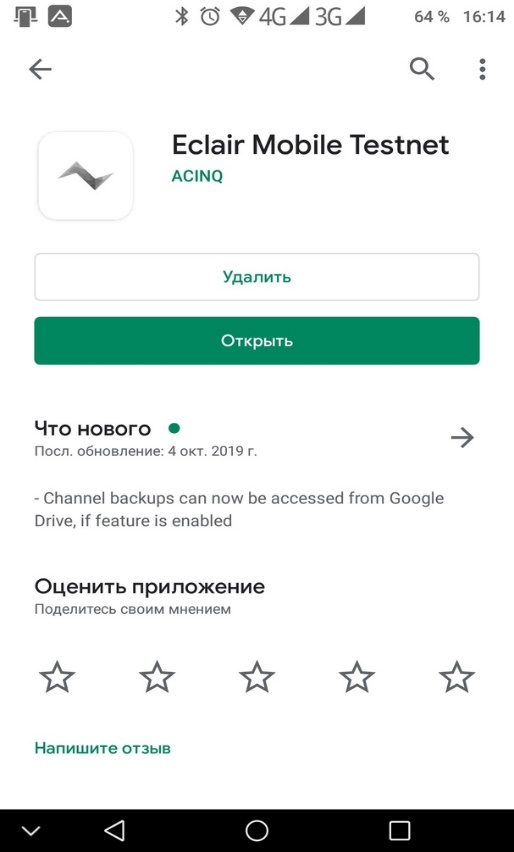 4G 3G 64 % 16:14
Eclair Mobile Testnet
ACINQ
Удалить
Открыть
Что нового
Посл. обновление: 4 окт. 2019 г.
- Channel backups can now be accessed from Google
Drive, if feature is enabled
Оценить приложение
Поделитесь своим мнением
Напишите отзыв